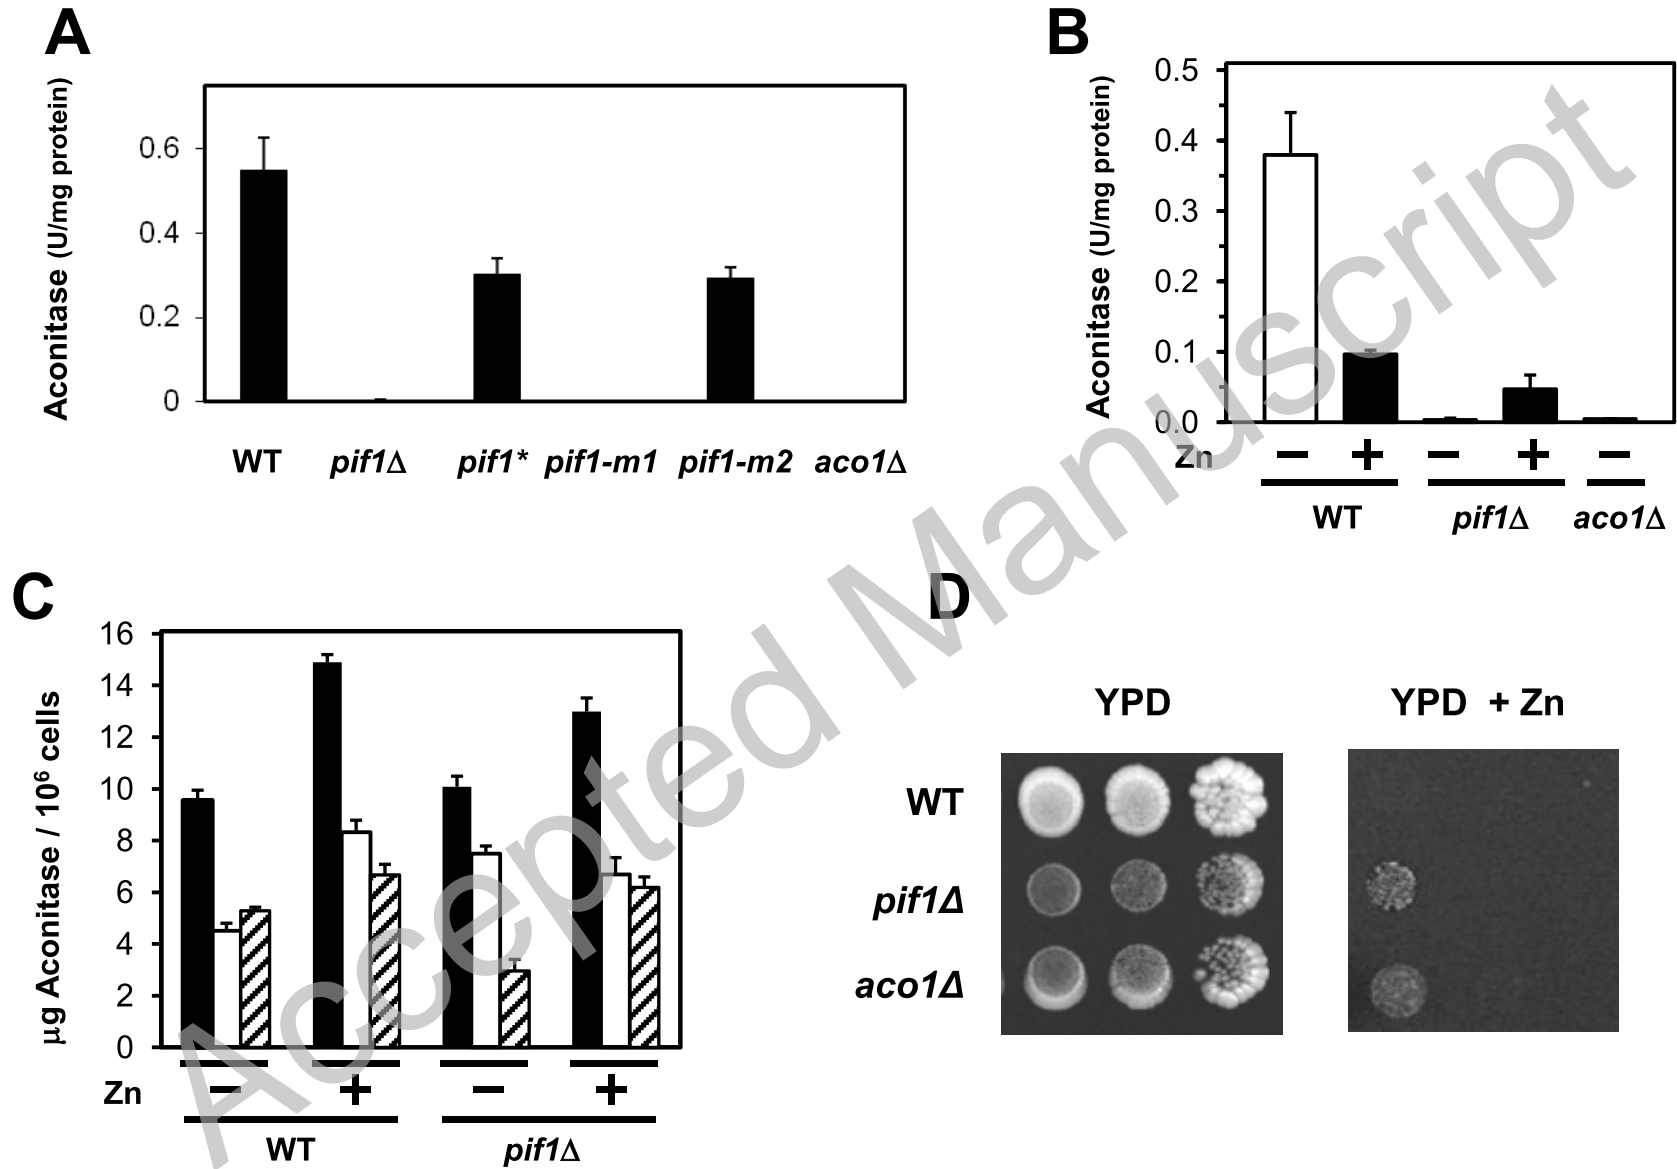 A
Aconitase (U/mg protein)
0.6
0.4
0.2
0
WT pif1Δ pif1* pif1-m1 pif1-m2 aco1Δ
B
Aconitase (U/mg protein)
0.5
0.4
0.3
0.2
0.1
0.0
Zn − + − + −
WT pif1Δ aco1Δ
C
µg Aconitase / 10⁶ cells
16
14
12
10
8
6
4
2
0
Zn − + − +
WT pif1Δ
D
YPD YPD + Zn
WT
pif1Δ
aco1Δ
Accepted Manuscript